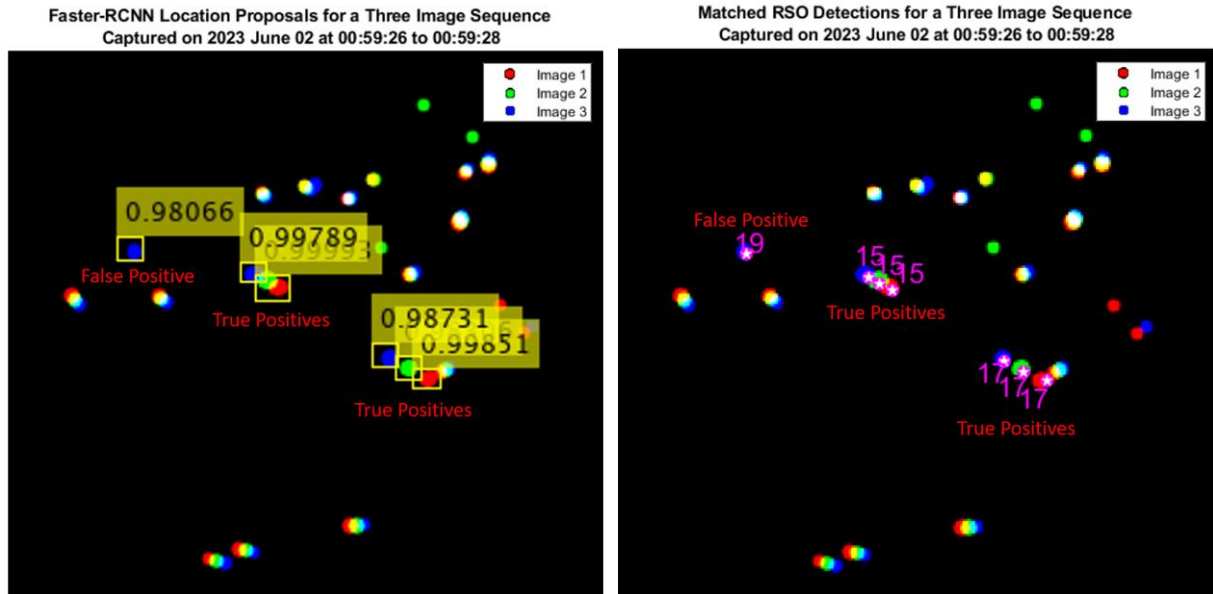 Faster-RCNN Location Proposals for a Three Image Sequence
Captured on 2023 June 02 at 00:59:26 to 00:59:28
Image 1
Image 2
Image 3
0.98066
0.99789
0.99993
False Positive
True Positives
0.98731
0.99851
True Positives
Matched RSO Detections for a Three Image Sequence
Captured on 2023 June 02 at 00:59:26 to 00:59:28
Image 1
Image 2
Image 3
False Positive
19
15
15
15
True Positives
17
17
17
True Positives